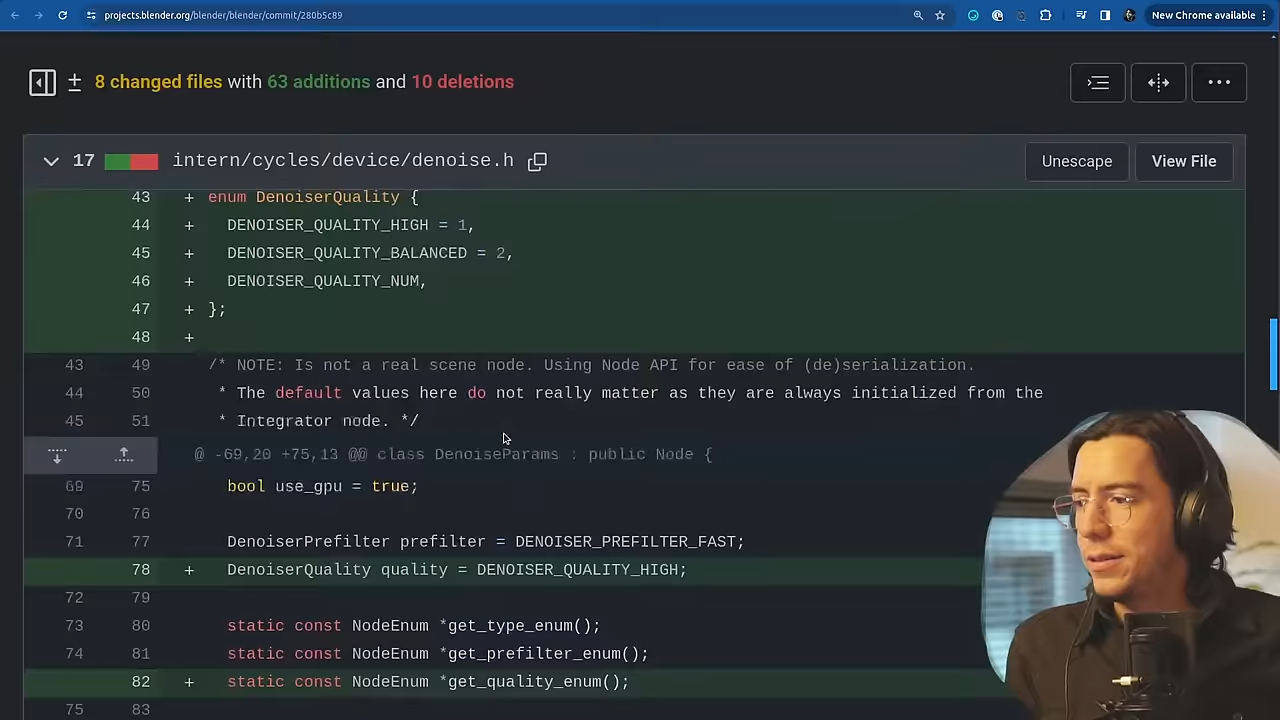 projects.blender.org/blender/blender/commit/280b5c89
New Chrome available
8 changed files with 63 additions and 10 deletions
17 intern/cycles/device/denoise.h
Unescape
View File
43 + enum DenoiserQuality {
44 + DENOISER_QUALITY_HIGH = 1,
45 + DENOISER_QUALITY_BALANCED = 2,
46 + DENOISER_QUALITY_NUM,
47 + };
48 +
43 49 /* NOTE: Is not a real scene node. Using Node API for ease of (de)serialization.
44 50 * The default values here do not really matter as they are always initialized from the
45 51 * Integrator node. */
@ -69,20 +75,13 @@ class DenoiseParams : public Node {
69 75 bool use_gpu = true;
70 76
71 77 DenoiserPrefilter prefilter = DENOISER_PREFILTER_FAST;
78 + DenoiserQuality quality = DENOISER_QUALITY_HIGH;
72 79
73 80 static const NodeEnum *get_type_enum();
74 81 static const NodeEnum *get_prefilter_enum();
82 + static const NodeEnum *get_quality_enum();
75 83